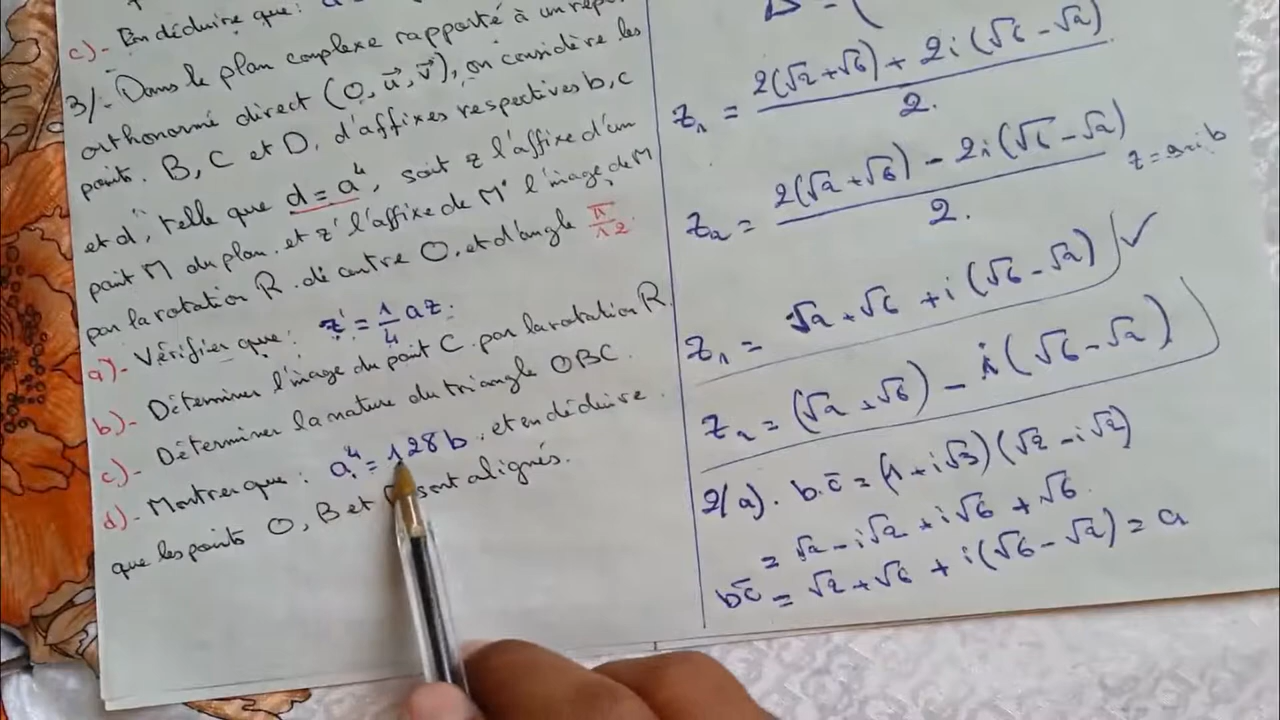 c)- En déduire que:
3/- Dans le plan complexe rapporté à un
orthonormé direct (O, u⃗, v⃗), on considère les
points. B, C et D, d'affixes respectives b, c
et d, telle que d = a⁴, soit z l'affixe d'un
point M du plan, et z' l'affixe de M' l'image de M
par la rotation R de centre O, et d'angle π/12
a)- Vérifier que: z' = 1/4 az.
b)- Déterminer l'image du point C par la rotation R
c)- Déterminer la nature du triangle OBC.
d)- Montrer que: a⁴ = 128b. et en déduire
que les points O, B et sont alignés.
Δ = (
z₁ = (2(√2+√6) + 2i(√6-√2))/2.
z₂ = (2(√2+√6) - 2i(√6-√2))/2.
z₁ = √2+√6 + i(√6-√2) ✓
z₂ = (√2+√6) - i(√6-√2)
2(a). b.c̄ = (1+i√3)(√2-i√2)
= √2-i√2+i√6+√6.
bc̄ = √2+√6 + i(√6-√2) = a